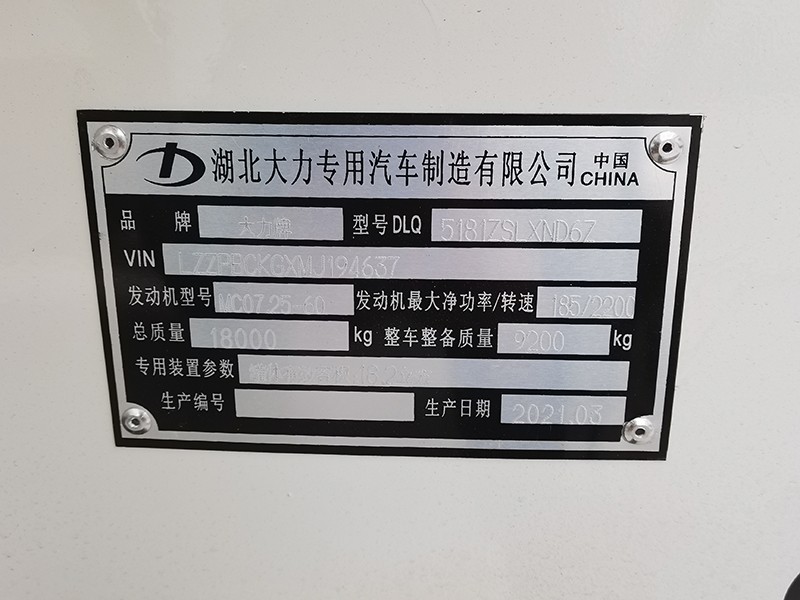 湖北大力专用汽车制造有限公司 中国 CHINA
品 牌 大力牌 型号DLQ 5181ZSLXND6Z
VIN LZZPBCKGXMJ194637
发动机型号 MC07.25-60 发动机最大净功率/转速 185/2200
总质量 18000 kg 整车整备质量 9200 kg
专用装置参数
生产编号 生产日期 2021.03